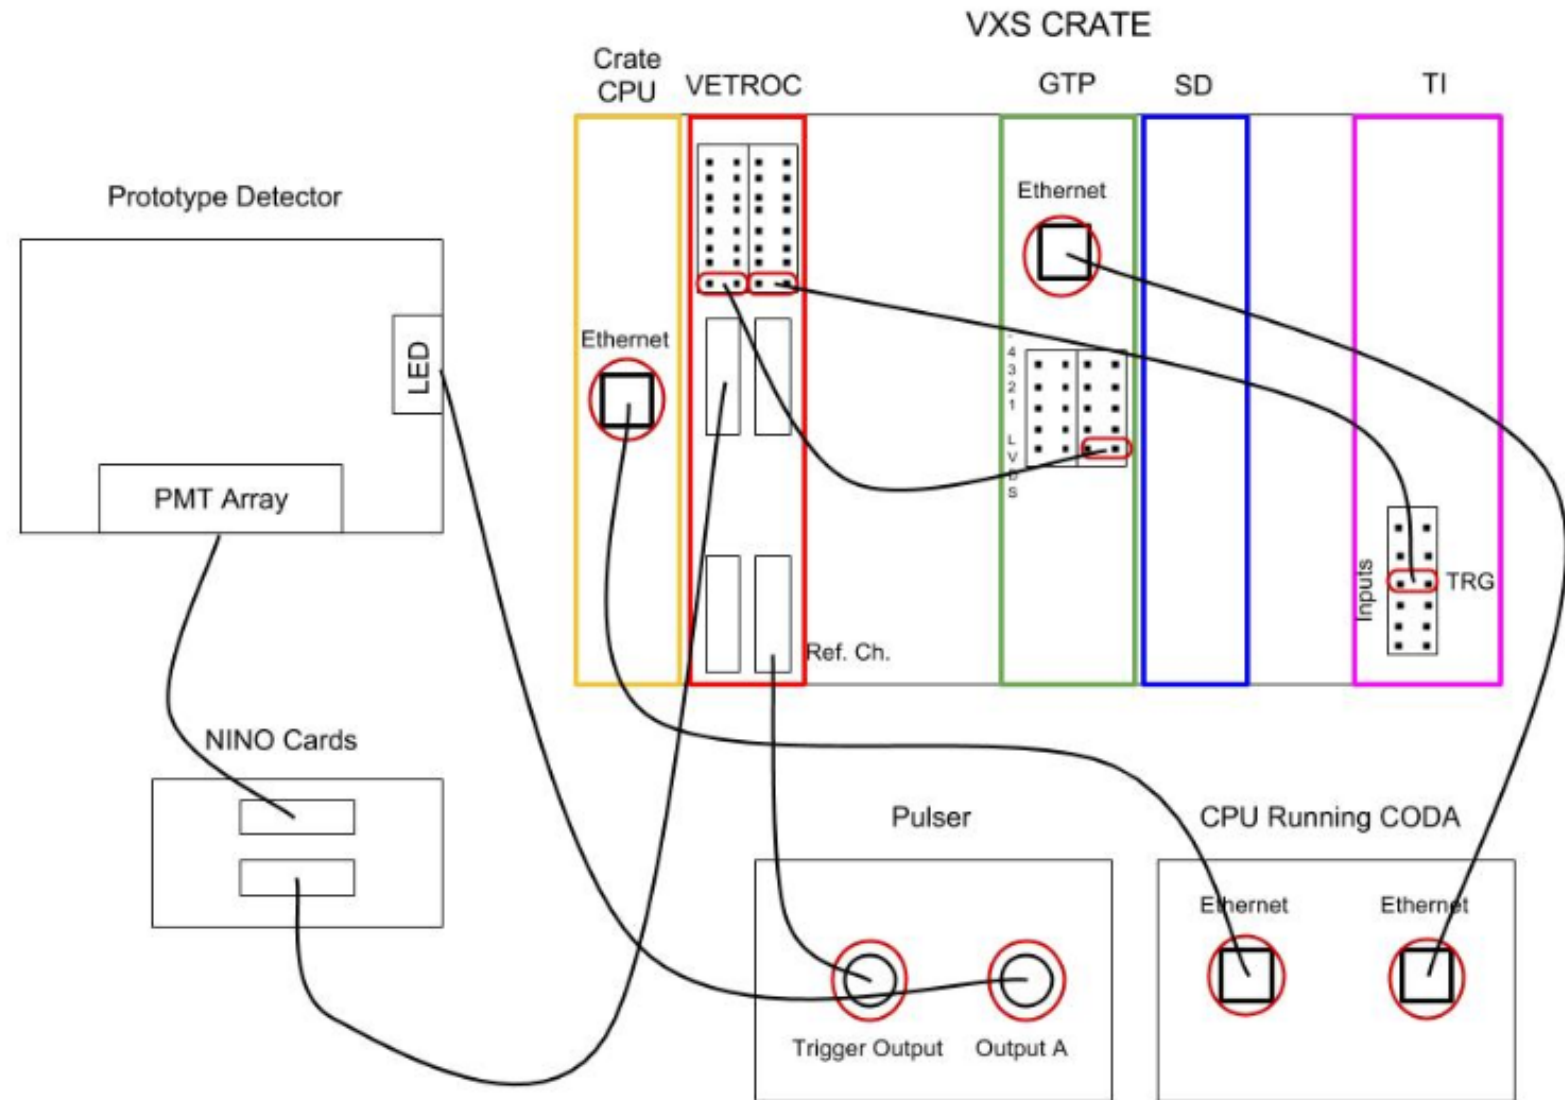 VXS CRATE
Crate
CPU
VETROC
GTP
SD
TI
Prototype Detector
Ethernet
Ethernet
LED
4
3
2
1
L
V
D
S
PMT Array
Inputs
TRG
Ref. Ch.
NINO Cards
Pulser
CPU Running CODA
Ethernet
Ethernet
Trigger Output
Output A